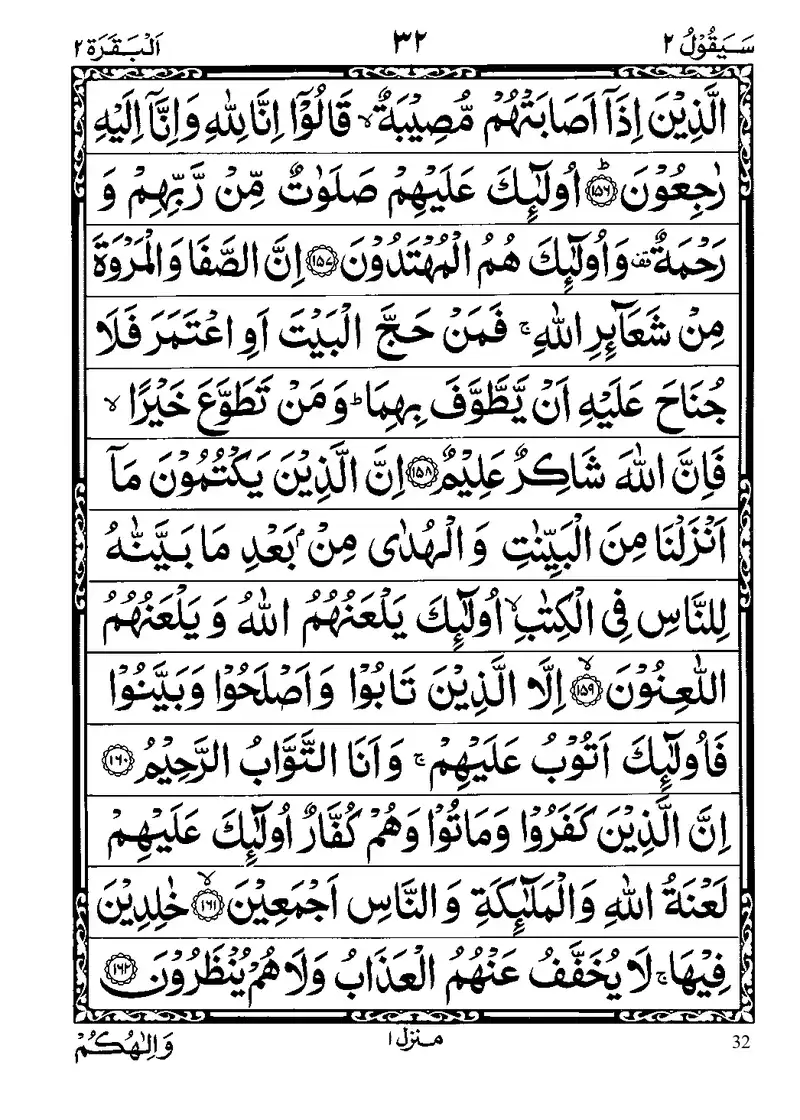 سَيَقُوْلُ ٢ ٣٢ اَلْبَقَرَة ٢
الَّذِيْنَ اِذَاۤ اَصَابَتْهُمْ مُّصِيْبَةٌ ۙ قَالُوْۤا اِنَّا لِلّٰهِ وَاِنَّاۤ اِلَيْهِ
رٰجِعُوْنَ ؕ﴿١٥٦﴾ اُولٰٓئِكَ عَلَيْهِمْ صَلَوٰتٌ مِّنْ رَّبِّهِمْ وَ
رَحْمَةٌ ۟ وَاُولٰٓئِكَ هُمُ الْمُهْتَدُوْنَ ﴿١٥٧﴾ اِنَّ الصَّفَا وَالْمَرْوَةَ
مِنْ شَعَآئِرِ اللّٰهِ ۚ فَمَنْ حَجَّ الْبَيْتَ اَوِ اعْتَمَرَ فَلَا
جُنَاحَ عَلَيْهِ اَنْ يَّطَّوَّفَ بِهِمَا ؕ وَمَنْ تَطَوَّعَ خَيْرًا ۙ
فَاِنَّ اللّٰهَ شَاكِرٌ عَلِيْمٌ ﴿١٥٨﴾ اِنَّ الَّذِيْنَ يَكْتُمُوْنَ مَاۤ
اَنْزَلْنَا مِنَ الْبَيِّنٰتِ وَالْهُدٰى مِنْۢ بَعْدِ مَا بَيَّنّٰهُ
لِلنَّاسِ فِى الْكِتٰبِ ۙ اُولٰٓئِكَ يَلْعَنُهُمُ اللّٰهُ وَيَلْعَنُهُمُ
اللّٰعِنُوْنَ ۙ﴿١٥٩﴾ اِلَّا الَّذِيْنَ تَابُوْا وَاَصْلَحُوْا وَبَيَّنُوْا
فَاُولٰٓئِكَ اَتُوْبُ عَلَيْهِمْ ۚ وَاَنَا التَّوَّابُ الرَّحِيْمُ ﴿١٦٠﴾
اِنَّ الَّذِيْنَ كَفَرُوْا وَمَاتُوْا وَهُمْ كُفَّارٌ اُولٰٓئِكَ عَلَيْهِمْ
لَعْنَةُ اللّٰهِ وَالْمَلٰٓئِكَةِ وَالنَّاسِ اَجْمَعِيْنَ ۙ﴿١٦١﴾ خٰلِدِيْنَ
فِيْهَا ۚ لَا يُخَفَّفُ عَنْهُمُ الْعَذَابُ وَلَا هُمْ يُنْظَرُوْنَ ﴿١٦٢﴾
32 منزل ١ وَاِلٰهُكُمْ